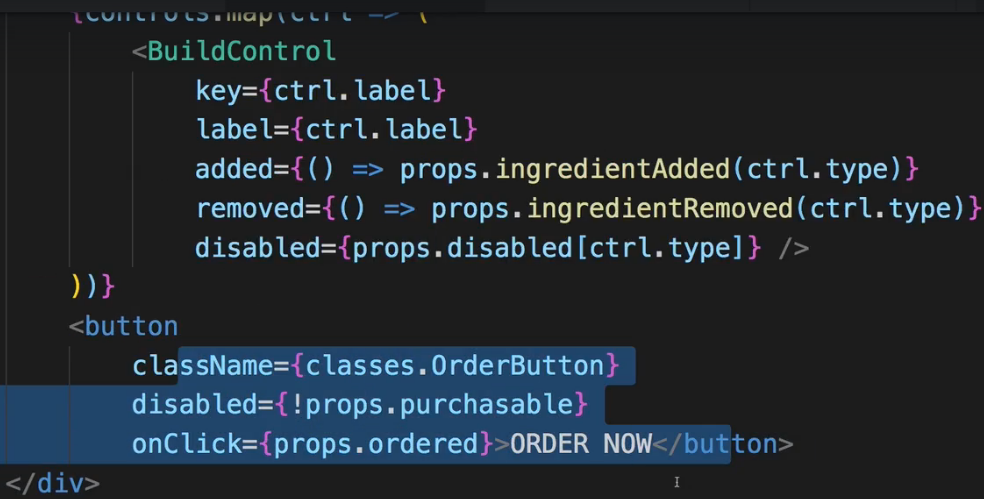 {controls.map(ctrl => (
<BuildControl
key={ctrl.label}
label={ctrl.label}
added={() => props.ingredientAdded(ctrl.type)}
removed={() => props.ingredientRemoved(ctrl.type)}
disabled={props.disabled[ctrl.type]} />
))}
<button
className={classes.OrderButton}
disabled={!props.purchasable}
onClick={props.ordered}>ORDER NOW</button>
</div>